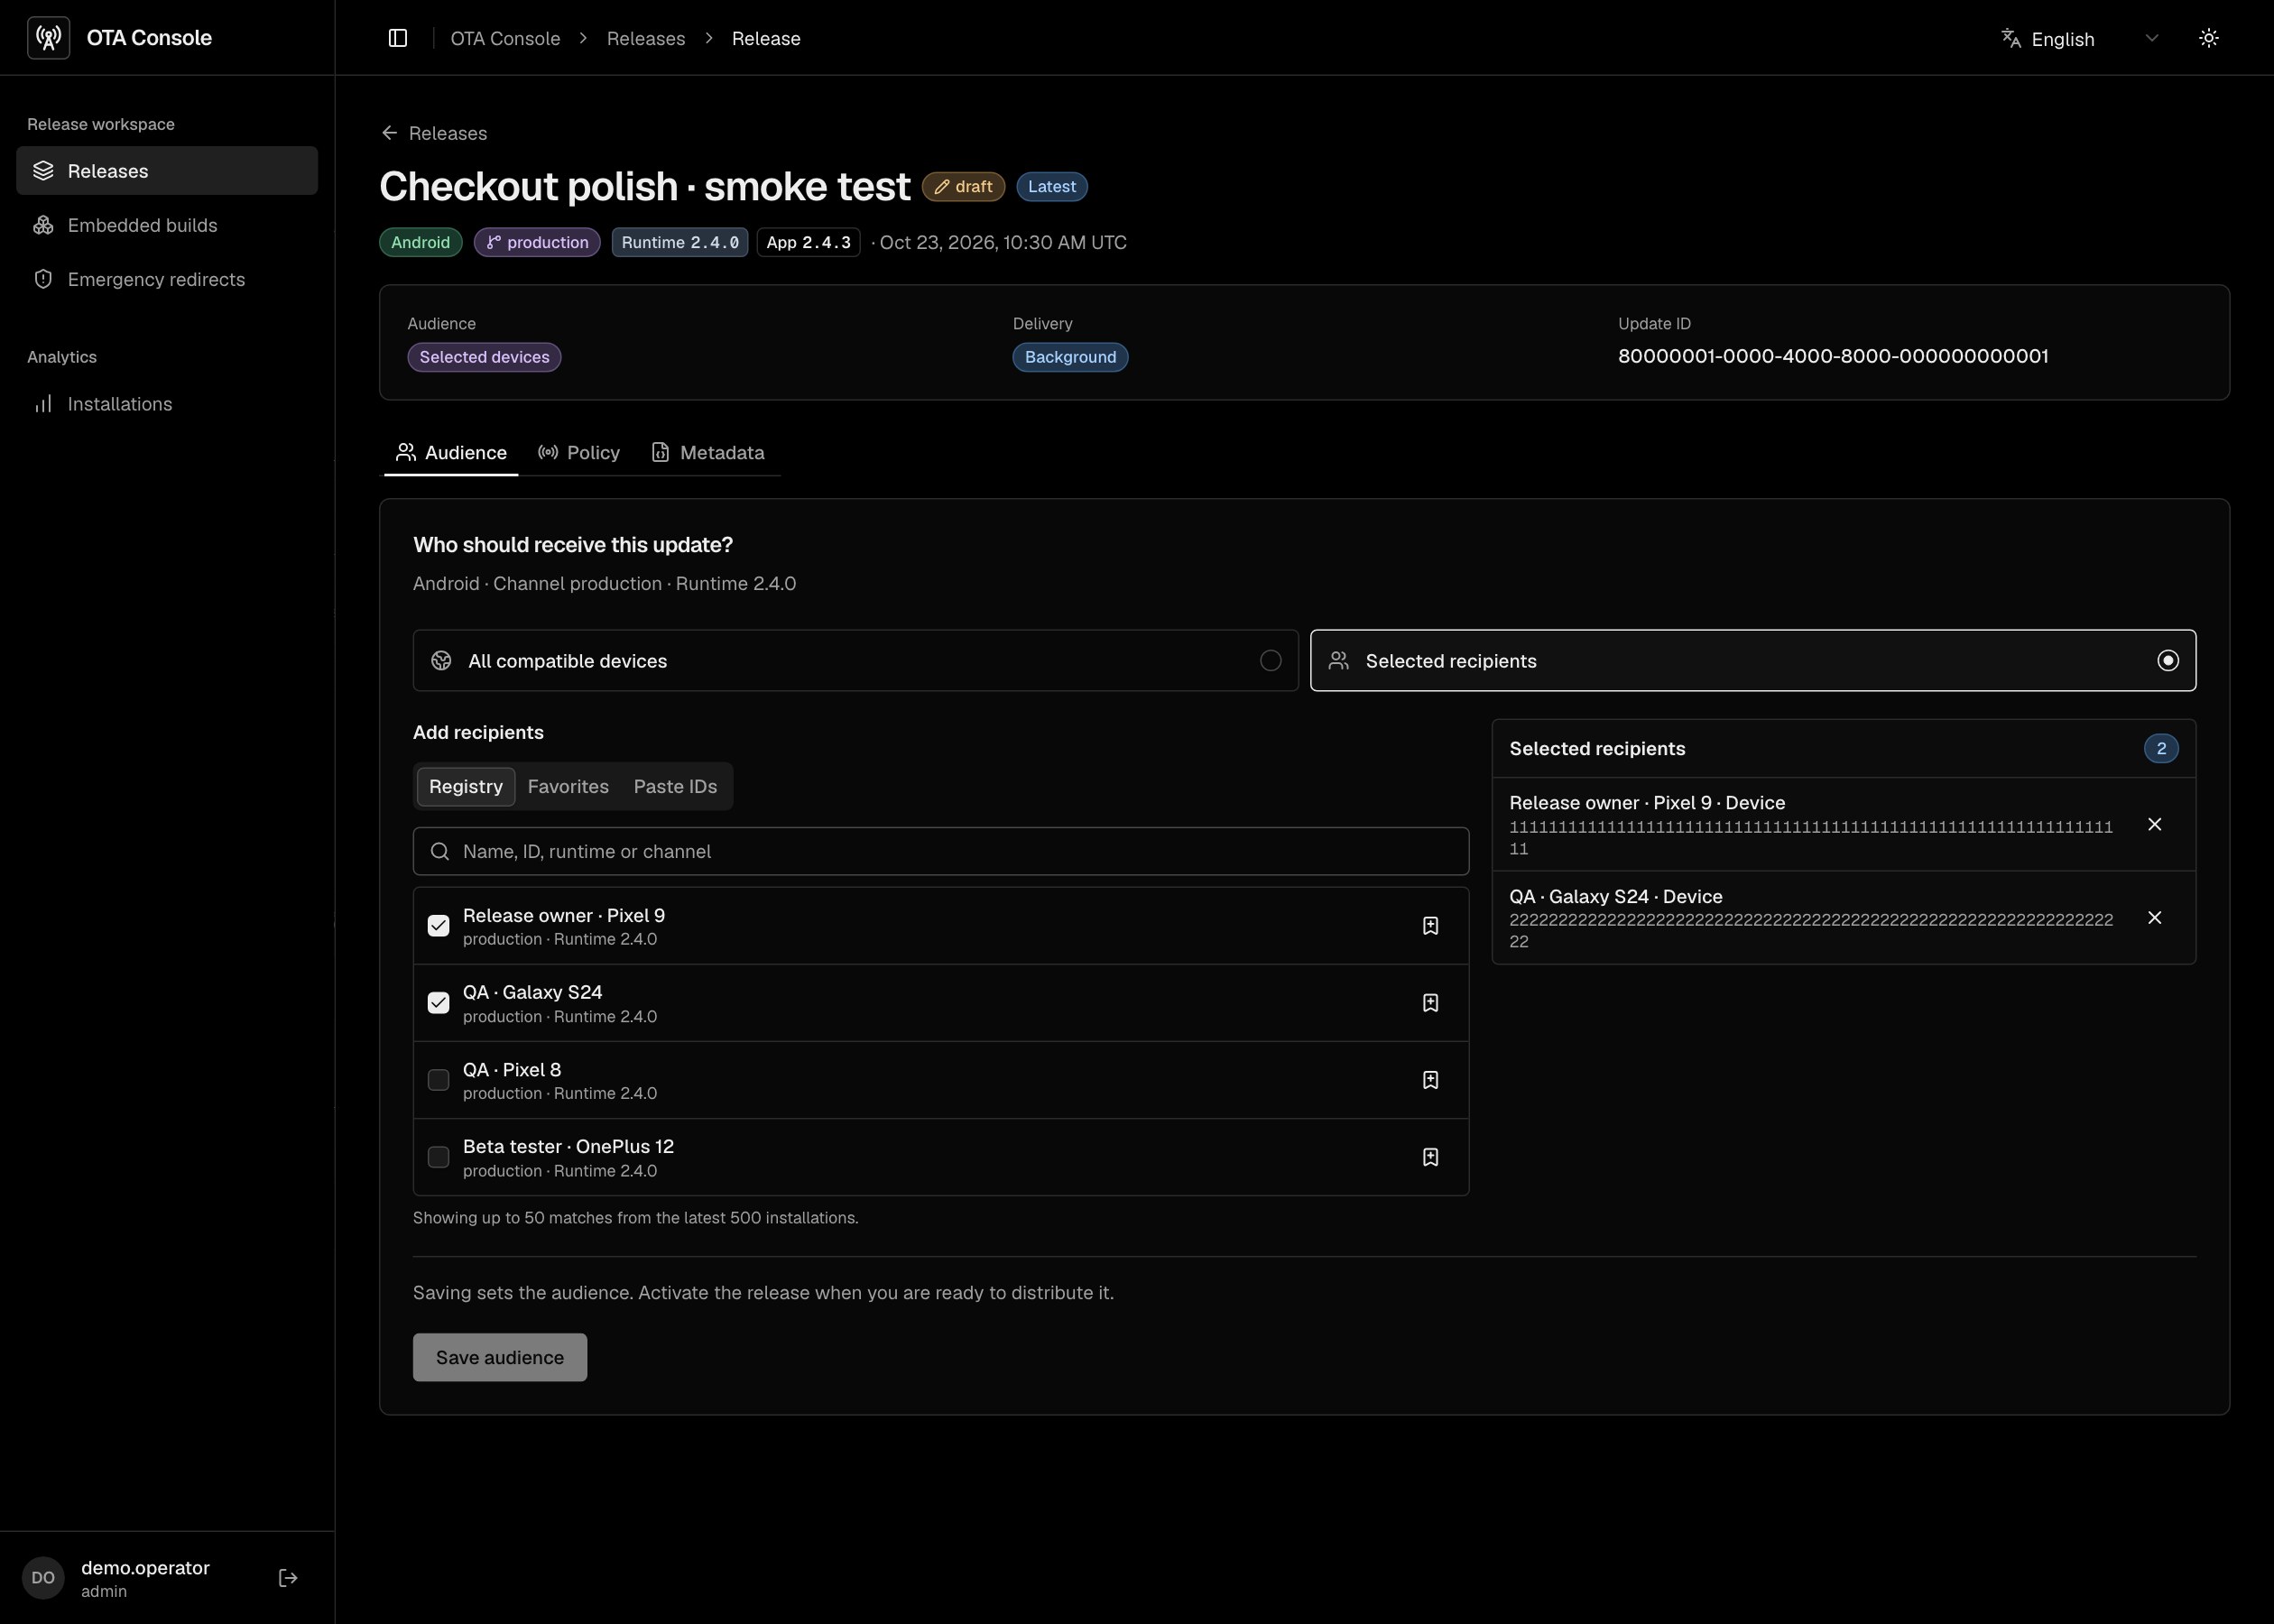 OTA Console
OTA Console > Releases > Release
English
Release workspace
Releases
Embedded builds
Emergency redirects
Analytics
Installations
Releases
Checkout polish · smoke test
draft
Latest
Android
production
Runtime 2.4.0
App 2.4.3
· Oct 23, 2026, 10:30 AM UTC
Audience
Selected devices
Delivery
Background
Update ID
80000001-0000-4000-8000-000000000001
Audience
Policy
Metadata
Who should receive this update?
Android · Channel production · Runtime 2.4.0
All compatible devices
Selected recipients
Add recipients
Registry
Favorites
Paste IDs
Name, ID, runtime or channel
Release owner · Pixel 9
production · Runtime 2.4.0
QA · Galaxy S24
production · Runtime 2.4.0
QA · Pixel 8
production · Runtime 2.4.0
Beta tester · OnePlus 12
production · Runtime 2.4.0
Showing up to 50 matches from the latest 500 installations.
Selected recipients
2
Release owner · Pixel 9 · Device
11111111111111111111111111111111111111111111111111111111111111
11
QA · Galaxy S24 · Device
22222222222222222222222222222222222222222222222222222222222222
22
Saving sets the audience. Activate the release when you are ready to distribute it.
Save audience
DO
demo.operator
admin